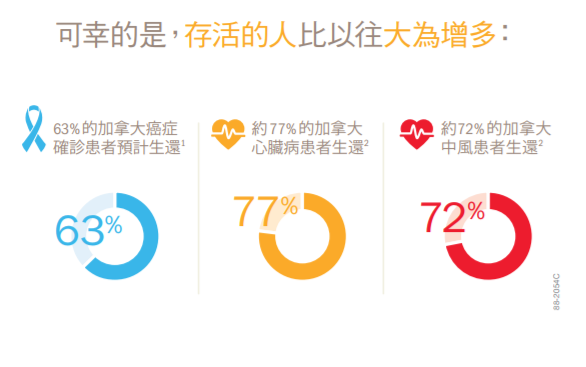 可幸的是，存活的人比以往大為增多：
63%的加拿大癌症
確診患者預計生還1
約77%的加拿大
心臟病患者生還2
約72%的加拿大
中風患者生還2
63%
77%
72%
88-2054C